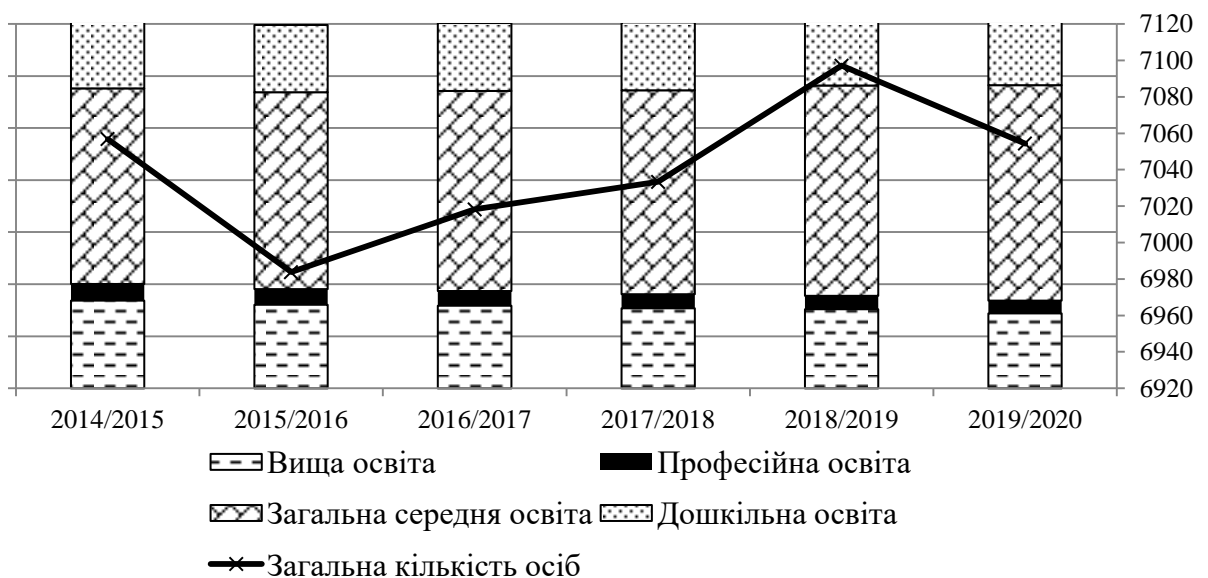 7120
7100
7080
7060
7040
7020
7000
6980
6960
6940
6920
2014/2015 2015/2016 2016/2017 2017/2018 2018/2019 2019/2020
Вища освіта Професійна освіта
Загальна середня освіта Дошкільна освіта
Загальна кількість осіб